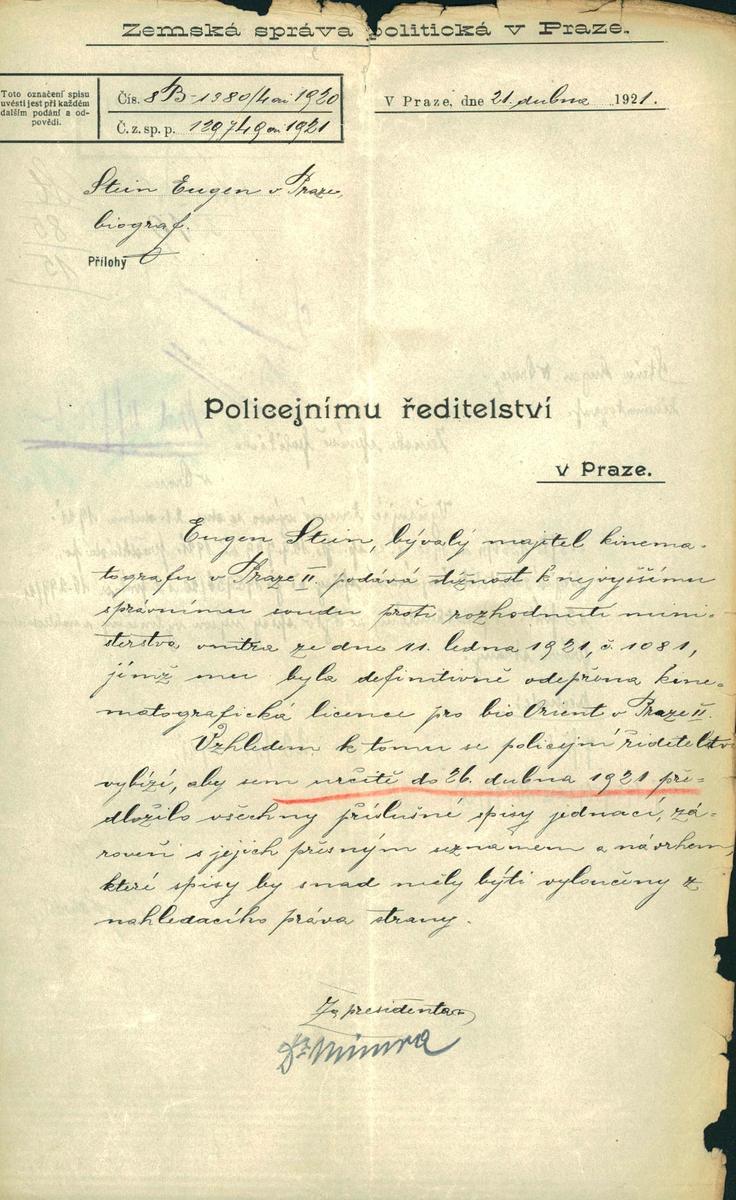 Zemská správa politická v Praze.
Toto označení spisu
uvésti jest při každém
dalším podání a od-
povědi.
Čís. 8B-1980/4 ai 1920
Č. z. sp. p. 129749 ai 1921
V Praze, dne 21. dubna 1921.
Stein Eugen v Praze,
biograf.
Přílohy
Policejnímu ředitelství
v Praze.
Eugen Stein, bývalý majitel kinema-
tografu v Praze II. podává stížnost k nejvyššímu
správnímu soudu proti rozhodnutí mini-
sterstva vnitra ze dne 11. ledna 1921, č. 1081,
jímž mu byla definitivně odepřena kine-
matografická licence pro bio Orient v Praze II.
Vzhledem k tomu se policejní ředitelství
vybízí, aby sem určitě do 26. dubna 1921 pře-
dložilo všechny příslušné spisy jednací, zá-
roveň s jejich přesným seznamem a návrhem,
které spisy by snad měly býti vyloučeny z
nahledacího práva strany.
Za presidenta: